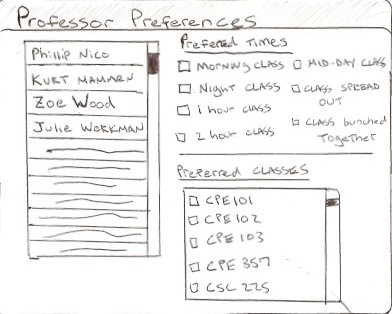 Professor Preferences
Phillip Nico
KURT MAMMEN
Zoe Wood
Julie WORKMAN
Preferred Times
Morning CLASS
Night CLASS
1 hour CLASS
2 hour CLASS
MID-DAY CLASS
CLASS SPREAD
OUT
CLASS bunched
Together
Preferred CLASSES
CPE 101
CPE 102
CPE 103
CPE 357
CSC 225